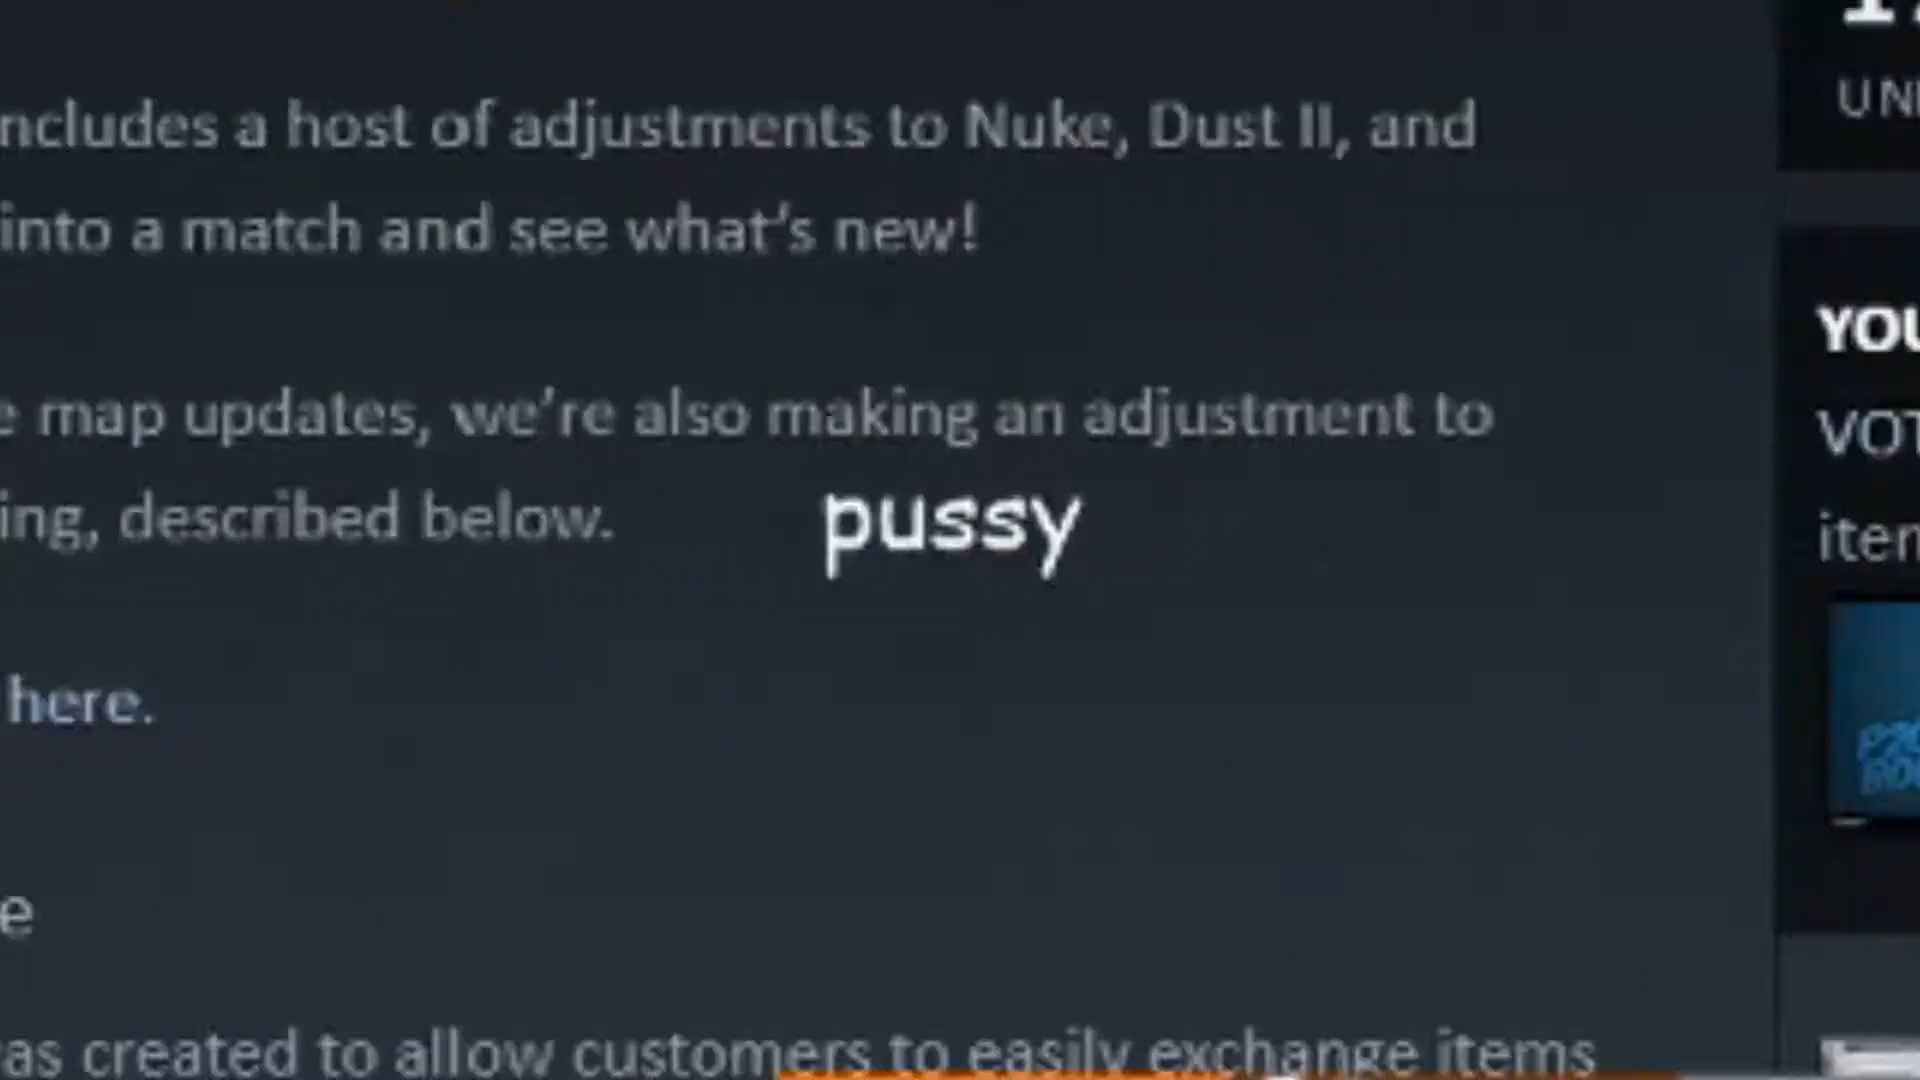 ncludes a host of adjustments to Nuke, Dust II, and
into a match and see what's new!
e map updates, we're also making an adjustment to
ing, described below.
pussy
here.
e
as created to allow customers to easily exchange items
UN
YOU
VOT
item